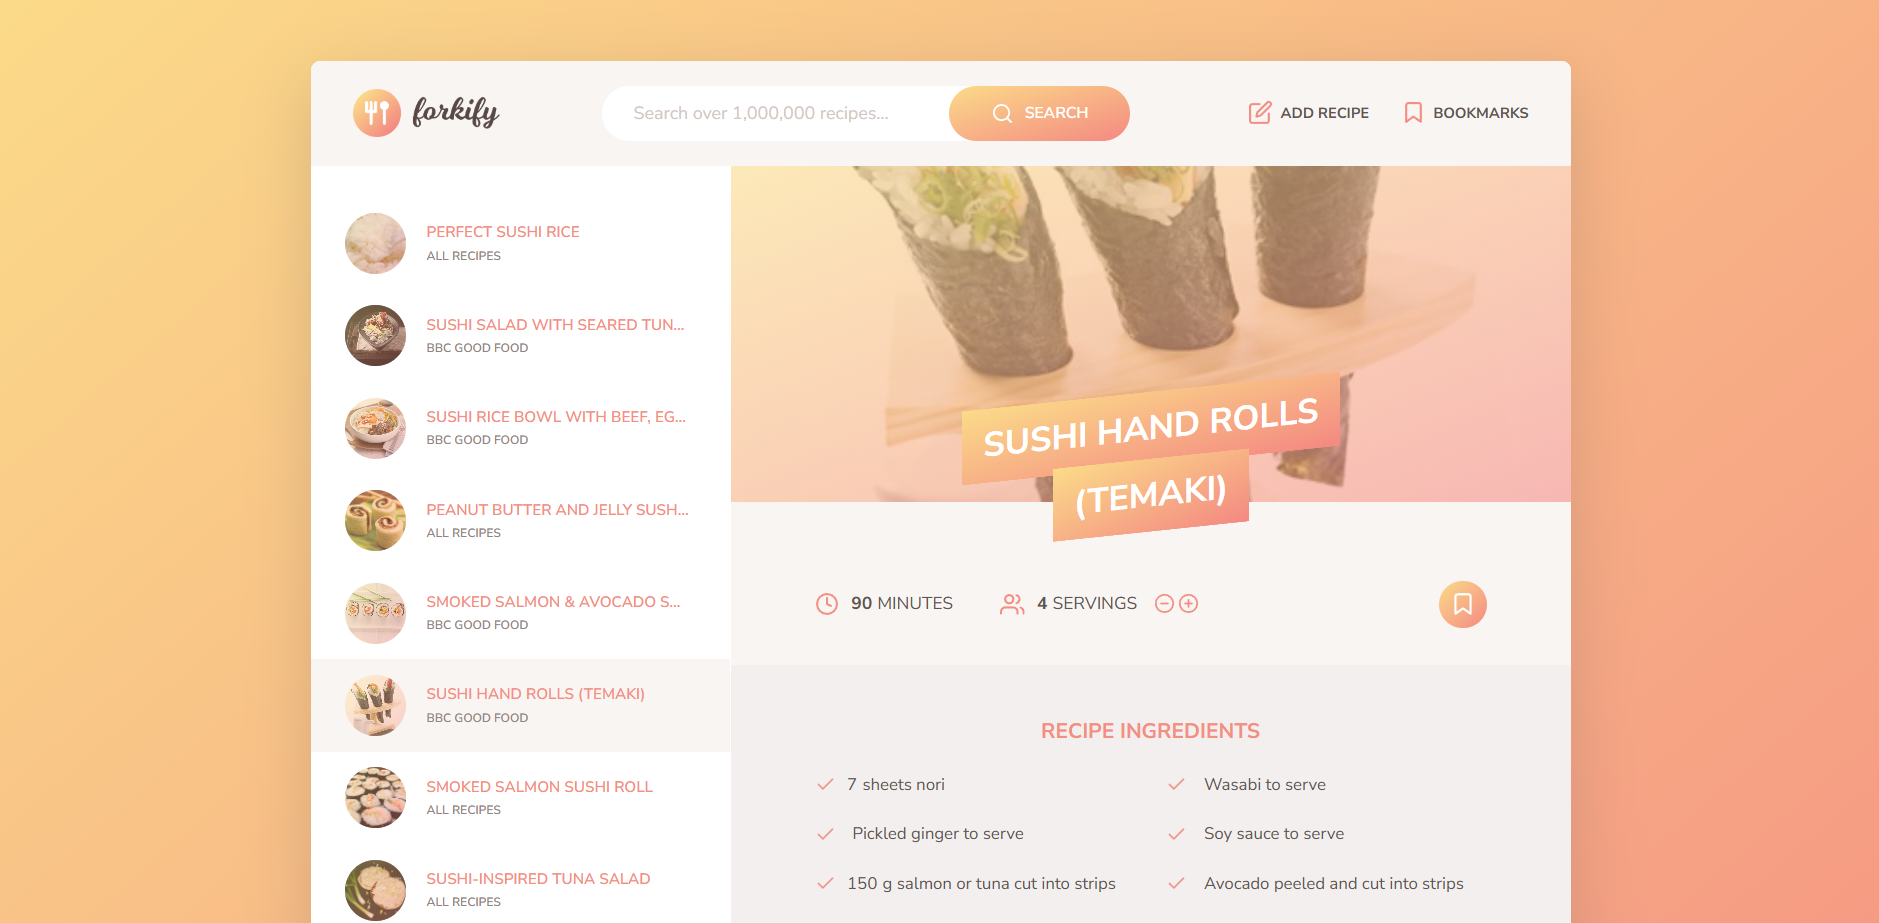 forkify
Search over 1,000,000 recipes...
SEARCH
ADD RECIPE
BOOKMARKS
PERFECT SUSHI RICE
ALL RECIPES
SUSHI SALAD WITH SEARED TUN...
BBC GOOD FOOD
SUSHI RICE BOWL WITH BEEF, EG...
BBC GOOD FOOD
PEANUT BUTTER AND JELLY SUSH...
ALL RECIPES
SMOKED SALMON & AVOCADO S...
BBC GOOD FOOD
SUSHI HAND ROLLS (TEMAKI)
BBC GOOD FOOD
SMOKED SALMON SUSHI ROLL
ALL RECIPES
SUSHI-INSPIRED TUNA SALAD
ALL RECIPES
SUSHI HAND ROLLS
(TEMAKI)
90 MINUTES
4 SERVINGS
RECIPE INGREDIENTS
7 sheets nori
Wasabi to serve
Pickled ginger to serve
Soy sauce to serve
150 g salmon or tuna cut into strips
Avocado peeled and cut into strips